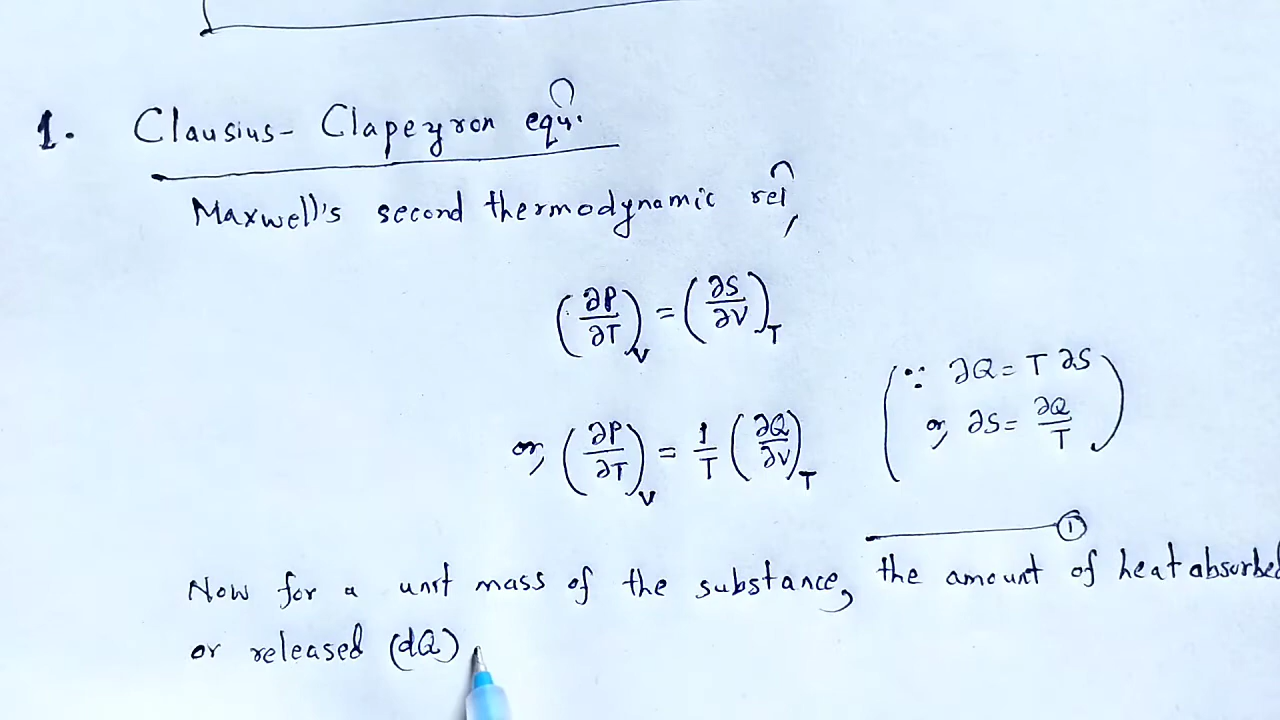 1. Clausius- Clapeyron equn.
Maxwell's second thermodynamic reln,
(∂P/∂T)_V = (∂S/∂V)_T
(∵ ∂Q = T ∂S
or, ∂S = ∂Q/T)
or, (∂P/∂T)_V = 1/T (∂Q/∂V)_T
①
Now for a unit mass of the substance, the amount of heat absorbed
or released (dQ)